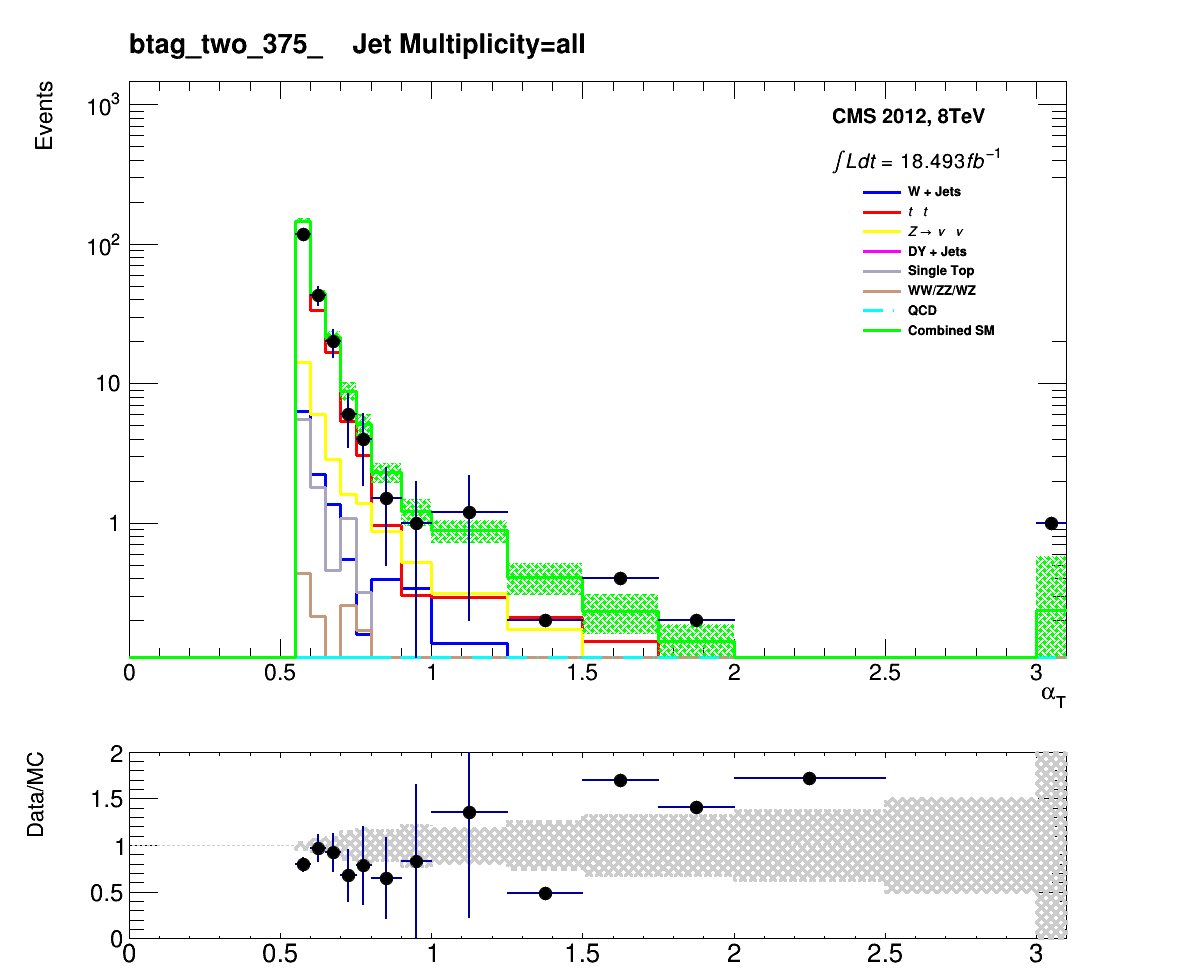 btag_two_375_ Jet Multiplicity=all
Events
10³
10²
10
1
CMS 2012, 8TeV
∫Ldt = 18.493fb⁻¹
W + Jets
t t
Z→ ν ν
DY + Jets
Single Top
WW/ZZ/WZ
QCD
Combined SM
0 0.5 1 1.5 2 2.5 3
α_T
Data/MC
2
1.5
1
0.5
0
0 0.5 1 1.5 2 2.5 3